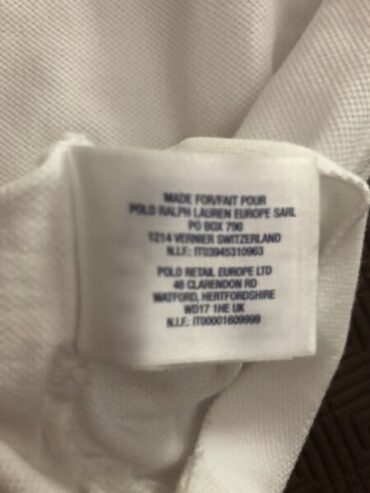 MADE FOR/FAIT POUR
POLO RALPH LAUREN EUROPE SARL
PO BOX 790
1214 VERNIER SWITZERLAND
N.I.F.: IT03945310963
POLO RETAIL EUROPE LTD
46 CLARENDON RD
WATFORD, HERTFORDSHIRE
WD17 1HE UK
N.I.F.: IT00001609999